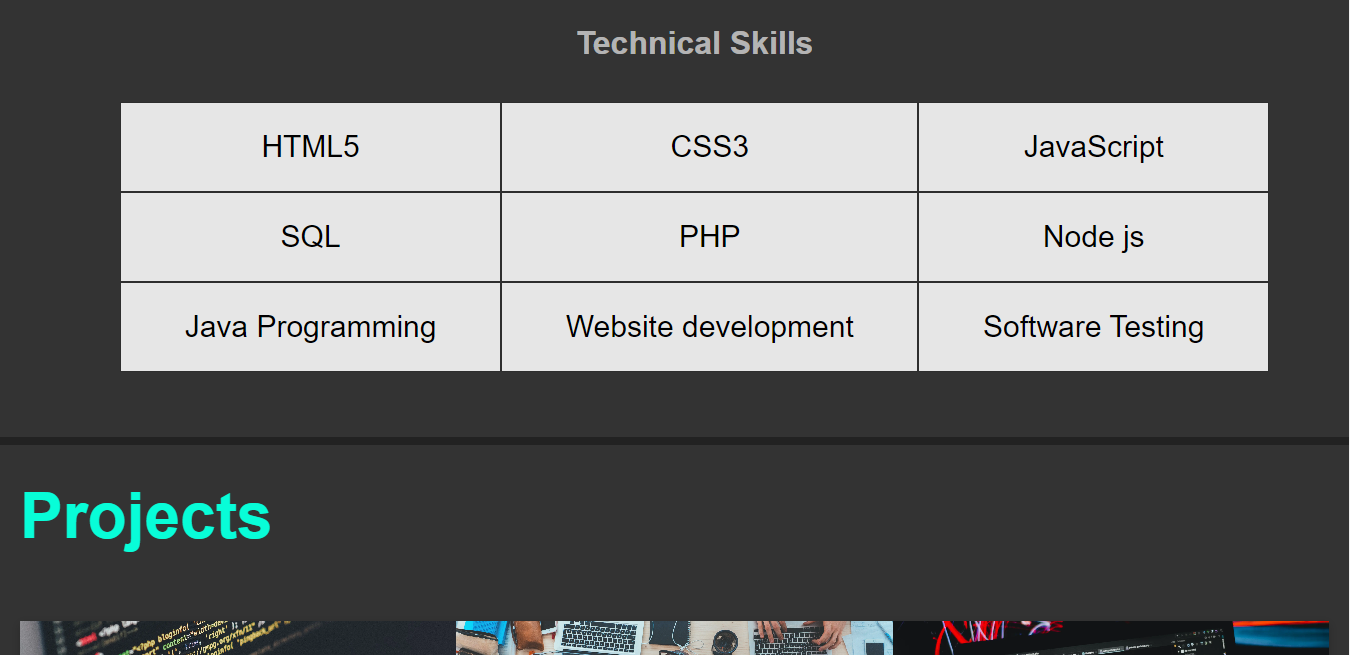 Technical Skills
HTML5 CSS3 JavaScript
SQL PHP Node js
Java Programming Website development Software Testing
Projects